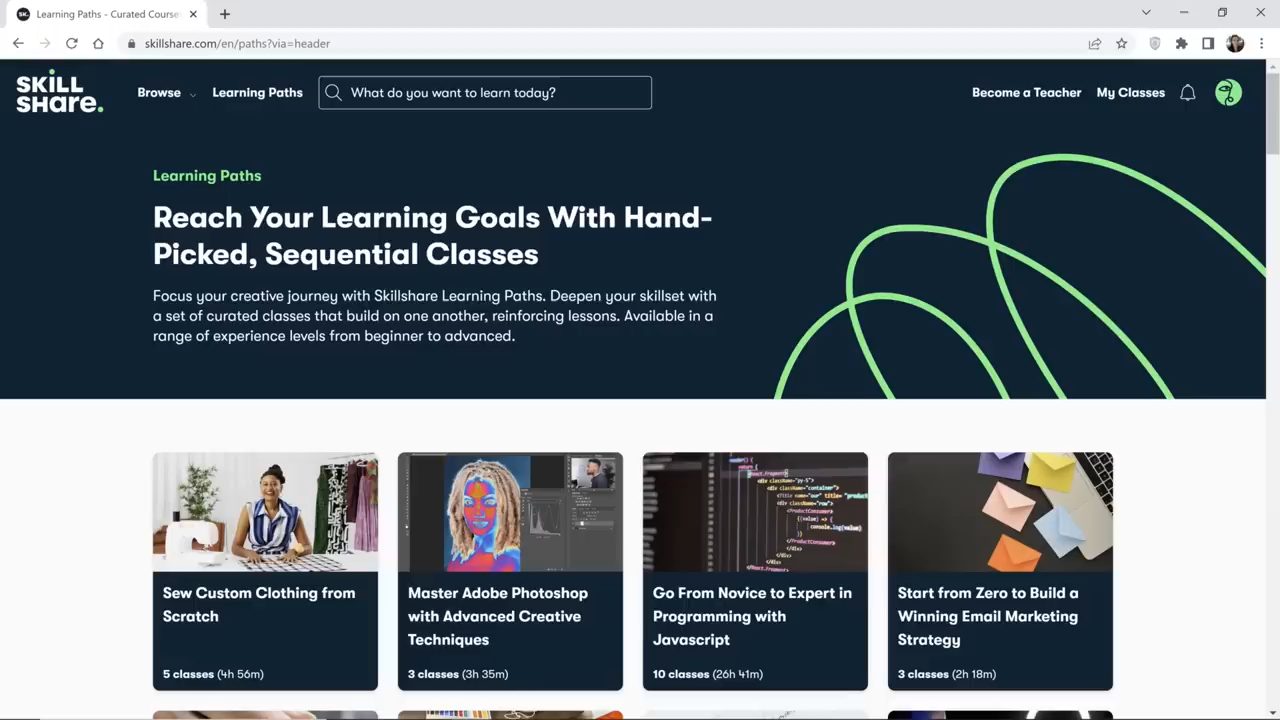 Learning Paths - Curated Course
skillshare.com/en/paths?via=header
SKILL
SHARE.
Browse
Learning Paths
What do you want to learn today?
Become a Teacher
My Classes
Learning Paths
Reach Your Learning Goals With Hand-
Picked, Sequential Classes
Focus your creative journey with Skillshare Learning Paths. Deepen your skillset with
a set of curated classes that build on one another, reinforcing lessons. Available in a
range of experience levels from beginner to advanced.
Sew Custom Clothing from
Scratch
5 classes (4h 56m)
Master Adobe Photoshop
with Advanced Creative
Techniques
3 classes (3h 35m)
Go From Novice to Expert in
Programming with
Javascript
10 classes (26h 41m)
Start from Zero to Build a
Winning Email Marketing
Strategy
3 classes (2h 18m)